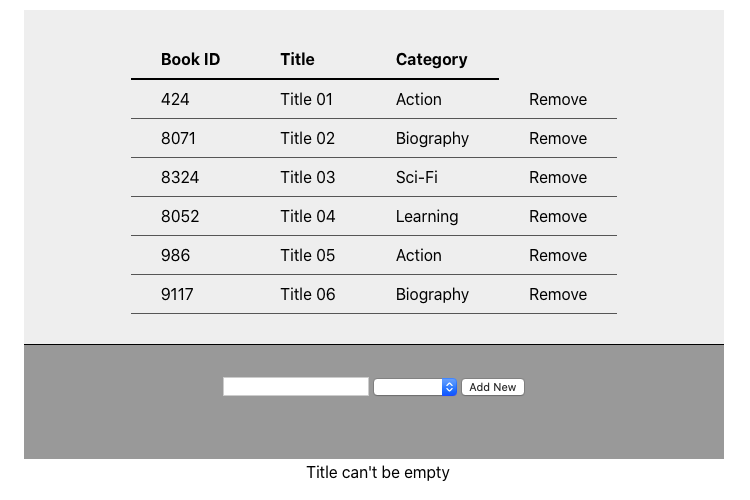 Book ID Title Category
424 Title 01 Action Remove
8071 Title 02 Biography Remove
8324 Title 03 Sci-Fi Remove
8052 Title 04 Learning Remove
986 Title 05 Action Remove
9117 Title 06 Biography Remove
Add New
Title can't be empty